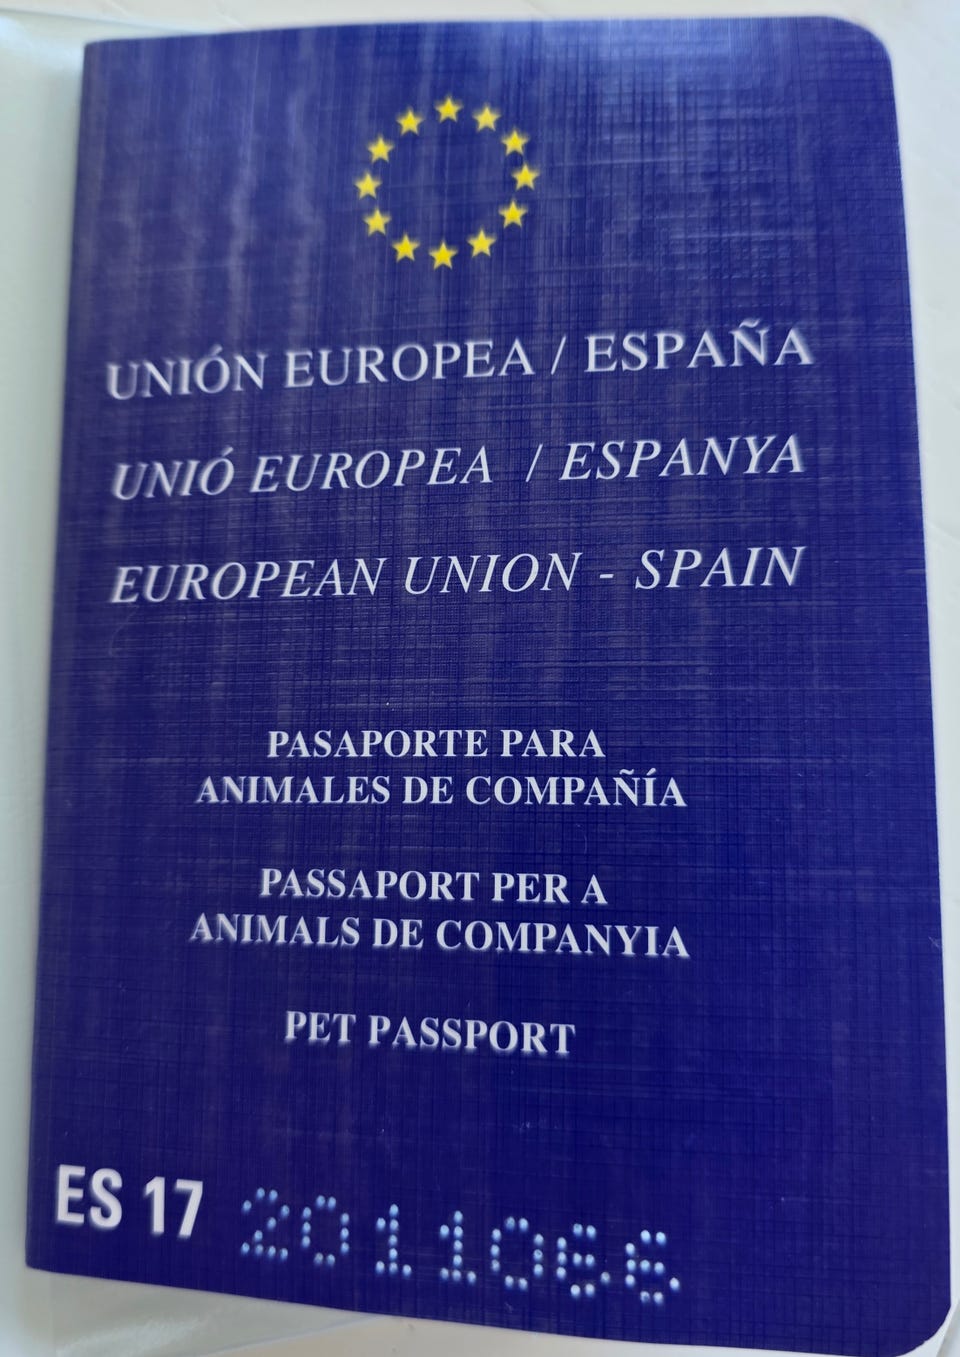 UNIÓN EUROPEA / ESPAÑA
UNIÓ EUROPEA / ESPANYA
EUROPEAN UNION - SPAIN
PASAPORTE PARA
ANIMALES DE COMPAÑÍA
PASSAPORT PER A
ANIMALS DE COMPANYIA
PET PASSPORT
ES 17 2011066